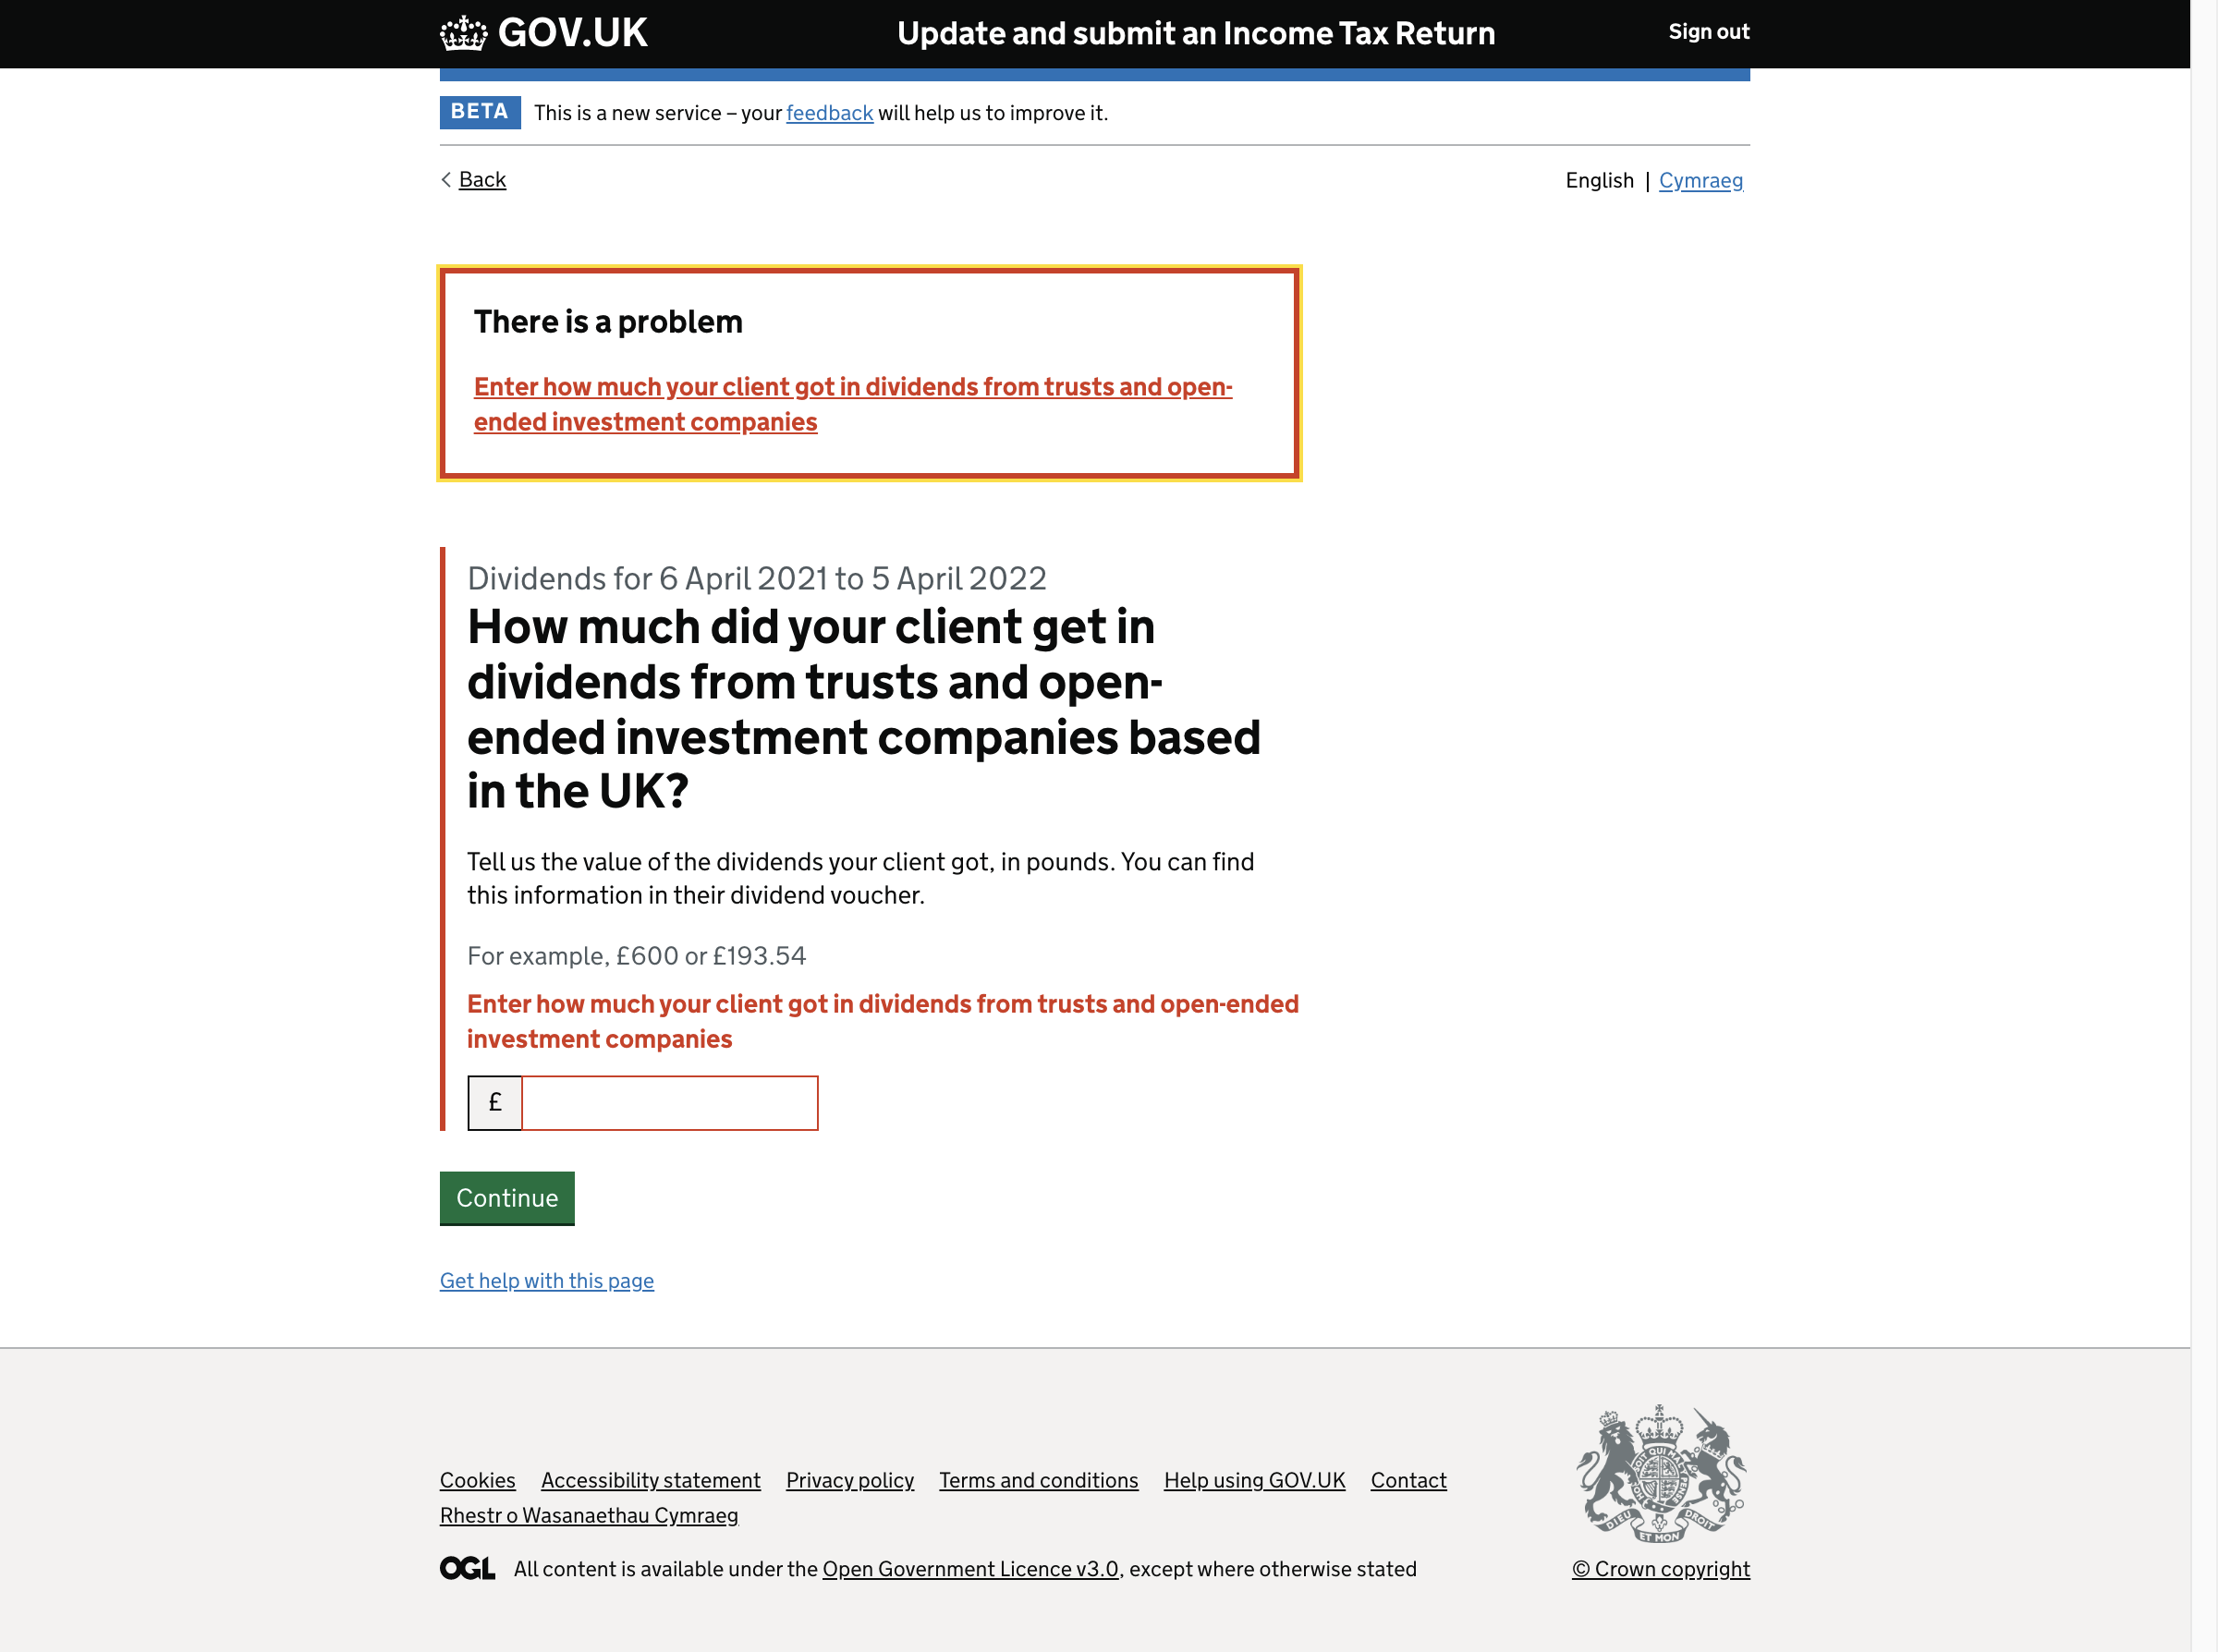 GOV.UK
Update and submit an Income Tax Return
Sign out
BETA
This is a new service – your feedback will help us to improve it.
Back
English | Cymraeg
There is a problem
Enter how much your client got in dividends from trusts and open-
ended investment companies
Dividends for 6 April 2021 to 5 April 2022
How much did your client get in
dividends from trusts and open-
ended investment companies based
in the UK?
Tell us the value of the dividends your client got, in pounds. You can find
this information in their dividend voucher.
For example, £600 or £193.54
Enter how much your client got in dividends from trusts and open-ended
investment companies
£
Continue
Get help with this page
Cookies Accessibility statement Privacy policy Terms and conditions Help using GOV.UK Contact
Rhestr o Wasanaethau Cymraeg
DIEU ET MON DROIT
OGL
All content is available under the Open Government Licence v3.0, except where otherwise stated
© Crown copyright